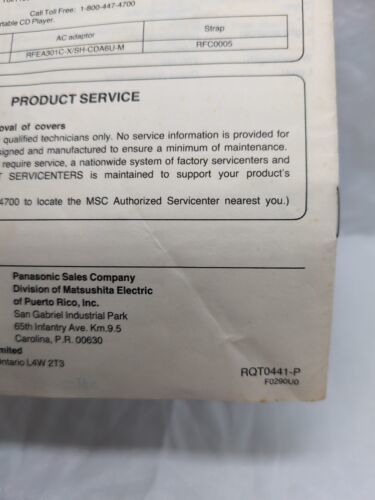 Call Toll Free: 1-800-447-4700
rtable CD Player.
AC adaptor
Strap
RFEA301C-X/SH-CDA6U-M
RFC0005
PRODUCT SERVICE
oval of covers
qualified technicians only. No service information is provided for
signed and manufactured to ensure a minimum of maintenance.
require service, a nationwide system of factory servicenters and
T SERVICENTERS is maintained to support your product's
4700 to locate the MSC Authorized Servicenter nearest you.)
Panasonic Sales Company
Division of Matsushita Electric
of Puerto Rico, Inc.
San Gabriel Industrial Park
65th Infantry Ave. Km.9.5
Carolina, P.R. 00630
mited
Ontario L4W 2T3
RQT0441-P
F0290U0